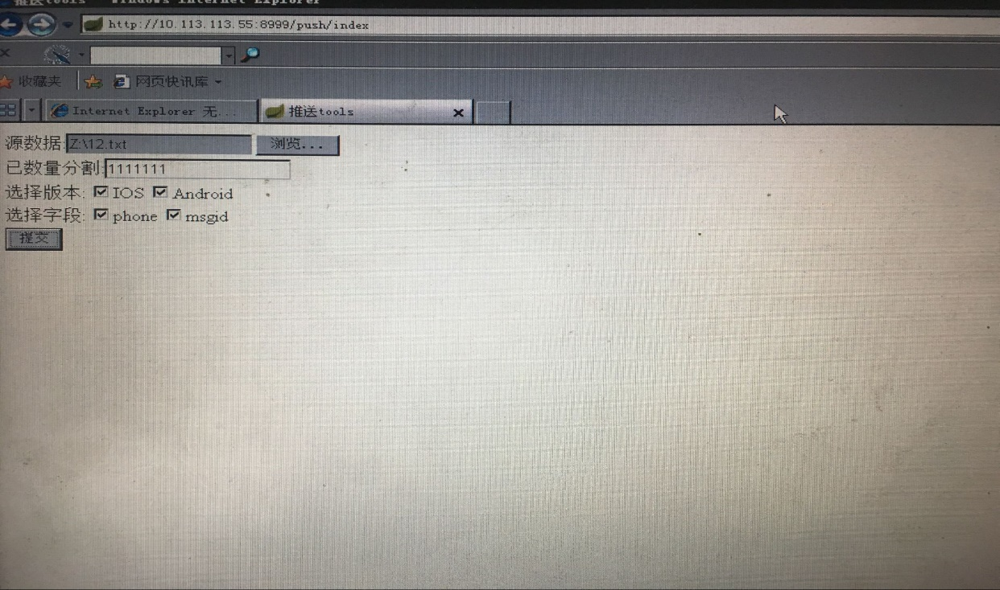 推送tools - Windows Internet Explorer
http://10.113.113.55:8999/push/index
收藏夹 网页快讯库
Internet Explorer 无... 推送tools
源数据: Z:\12.txt 浏览...
已数量分割: 1111111
选择版本: IOS Android
选择字段: phone msgid
提交